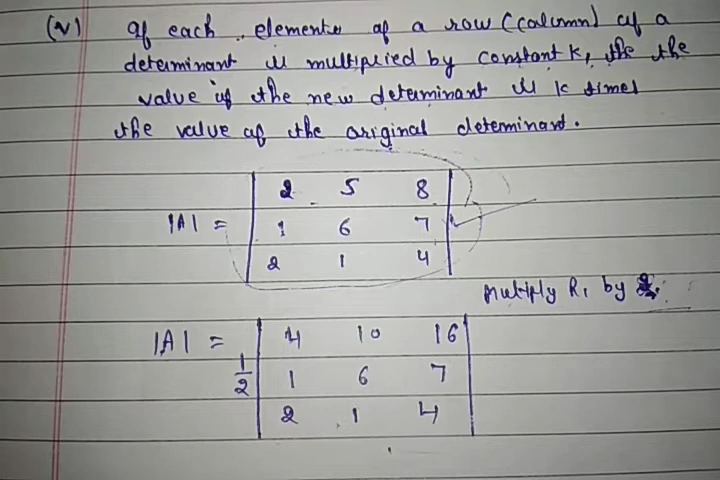 (v) If each elements of a row (column) of a
determinant is multiplied by constant k, the the
value of the new determinant is k times
the value of the original determinant.
2 5 8
|A| = 1 6 7
2 1 4
Multiply R₁ by 2
|A| = 4 10 16
1/2 1 6 7
2 1 4